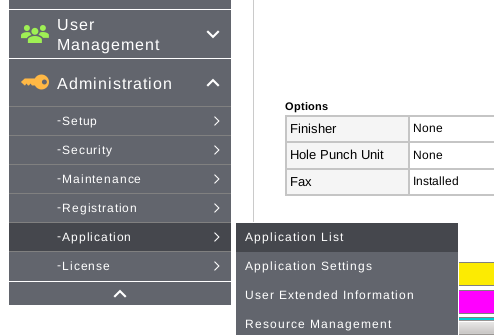 User
Management
Administration
-Setup
-Security
-Maintenance
-Registration
-Application
-License
Options
Finisher None
Hole Punch Unit None
Fax Installed
Application List
Application Settings
User Extended Information
Resource Management